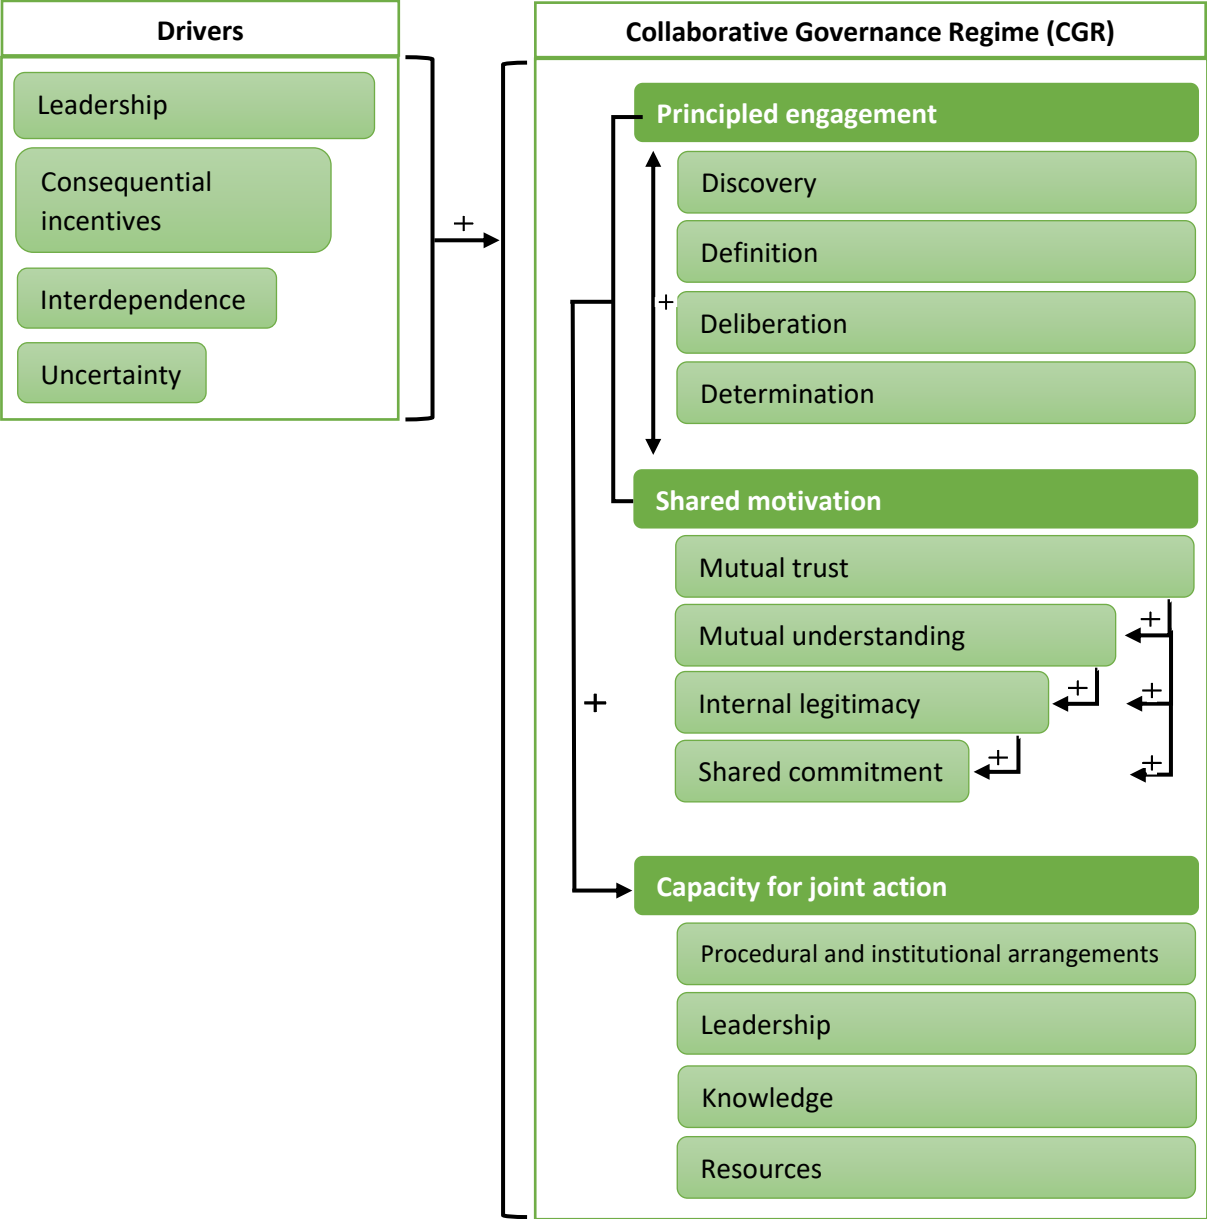 Drivers
Leadership
Consequential
incentives
Interdependence
Uncertainty
+
Collaborative Governance Regime (CGR)
Principled engagement
Discovery
Definition
+
Deliberation
Determination
Shared motivation
Mutual trust
Mutual understanding
+
Internal legitimacy
+
+
Shared commitment
+
+
+
Capacity for joint action
Procedural and institutional arrangements
Leadership
Knowledge
Resources